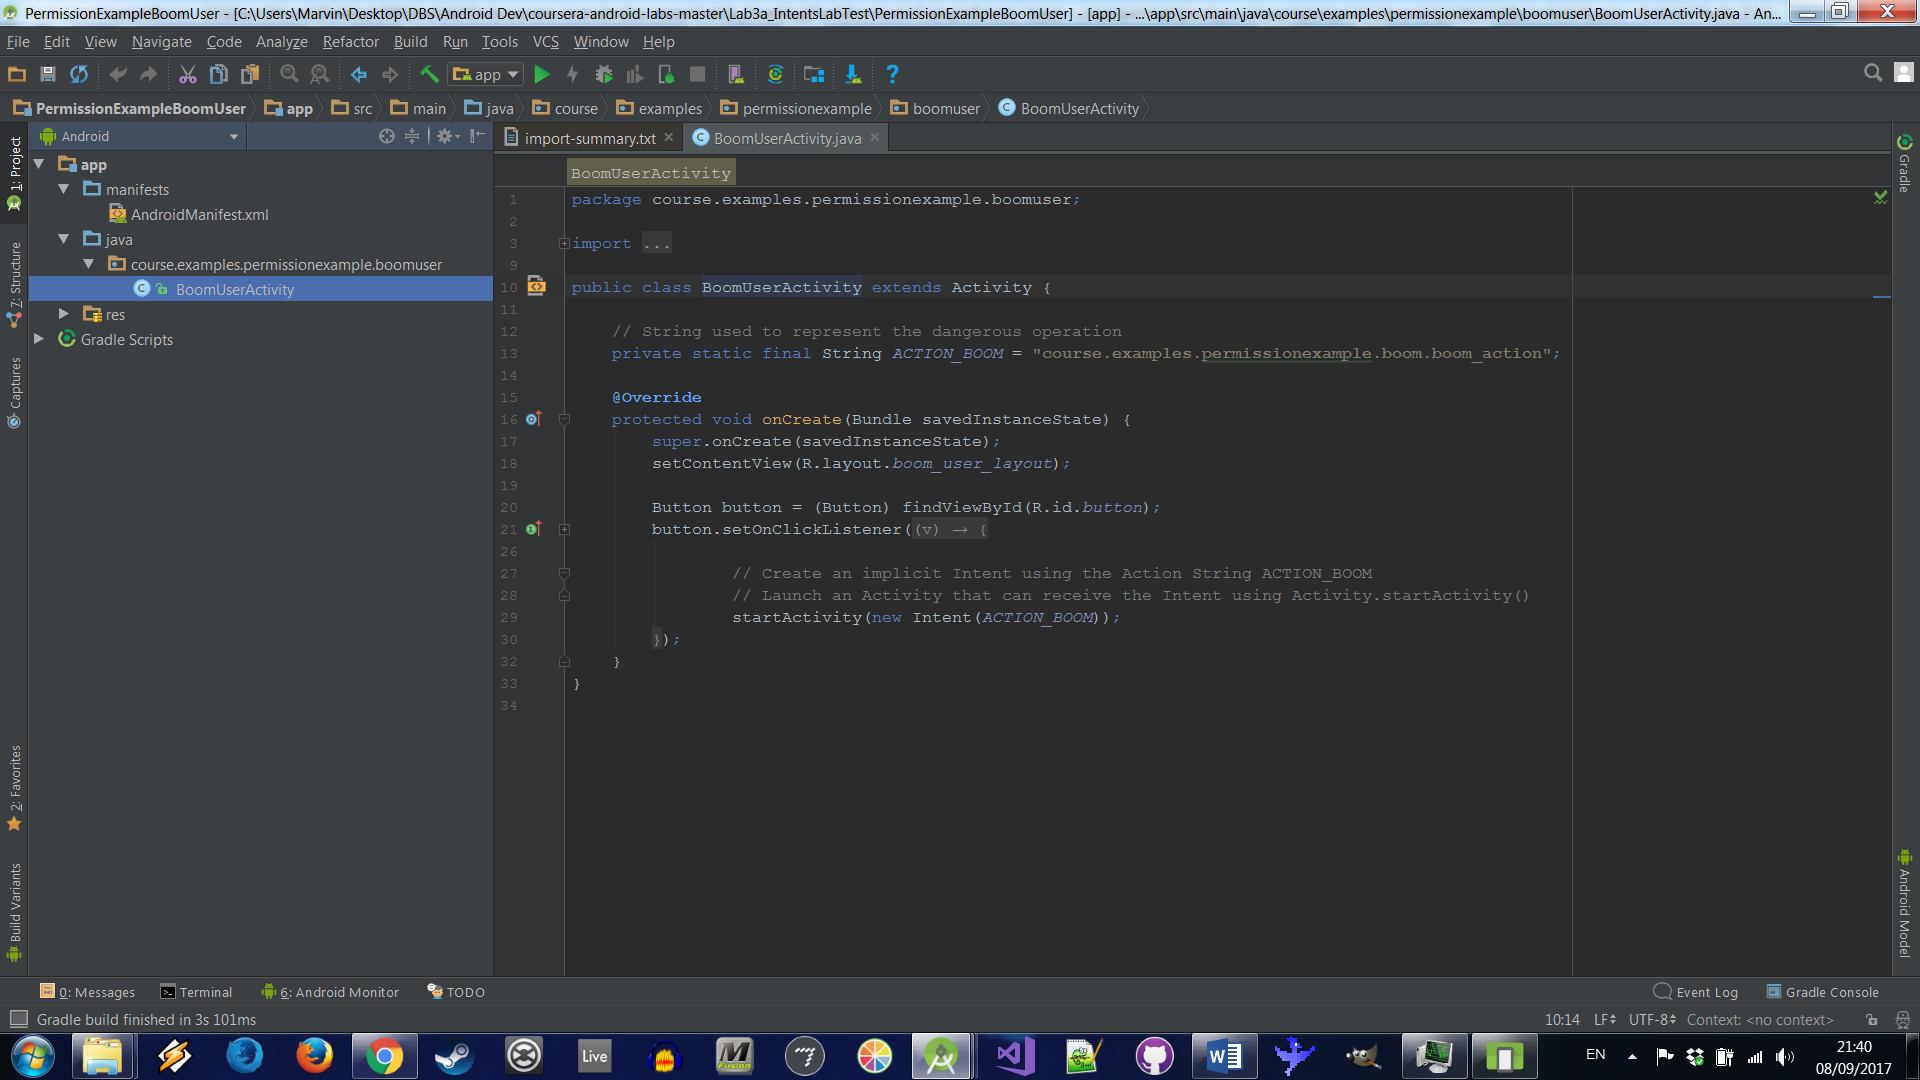 PermissionExampleBoomUser - [C:\Users\Marvin\Desktop\DBS\Android Dev\coursera-android-labs-master\Lab3a_IntentsLabTest\PermissionExampleBoomUser] - [app] - ...\app\src\main\java\course\examples\permissionexample\boomuser\BoomUserActivity.java - An...
File Edit View Navigate Code Analyze Refactor Build Run Tools VCS Window Help
app
PermissionExampleBoomUser app src main java course examples permissionexample boomuser BoomUserActivity
Android
import-summary.txt BoomUserActivity.java
1: Project
7: Structure
Captures
2: Favorites
Build Variants
app
manifests
AndroidManifest.xml
java
course.examples.permissionexample.boomuser
BoomUserActivity
res
Gradle Scripts
BoomUserActivity
1 package course.examples.permissionexample.boomuser;
2
3 import ...
9
10 public class BoomUserActivity extends Activity {
11
12 // String used to represent the dangerous operation
13 private static final String ACTION_BOOM = "course.examples.permissionexample.boom.boom_action";
14
15 @Override
16 protected void onCreate(Bundle savedInstanceState) {
17 super.onCreate(savedInstanceState);
18 setContentView(R.layout.boom_user_layout);
19
20 Button button = (Button) findViewById(R.id.button);
21 button.setOnClickListener((v) → {
26
27 // Create an implicit Intent using the Action String ACTION_BOOM
28 // Launch an Activity that can receive the Intent using Activity.startActivity()
29 startActivity(new Intent(ACTION_BOOM));
30 });
32 }
33 }
34
Gradle
Android Model
0: Messages Terminal 6: Android Monitor TODO Event Log Gradle Console
Gradle build finished in 3s 101ms 10:14 LF UTF-8 Context: <no context>
Live
M Fusion
W
EN
21:40
08/09/2017